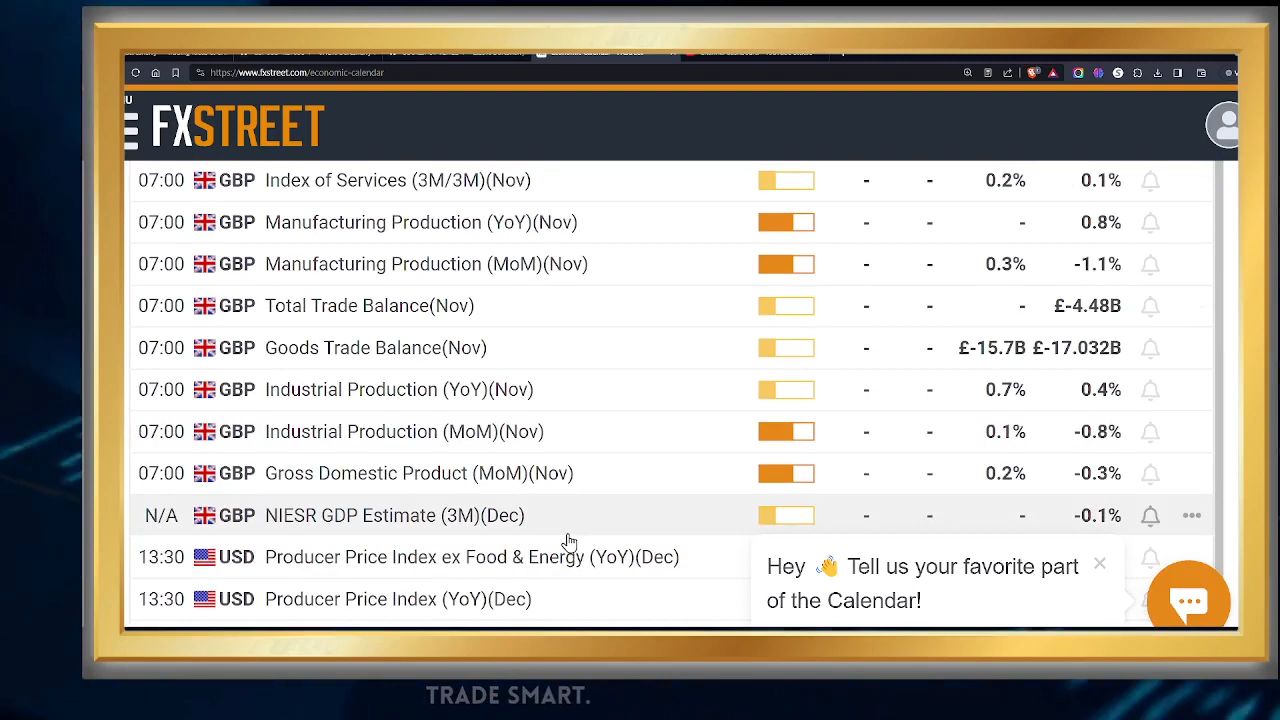 https://www.fxstreet.com/economic-calendar
FXSTREET
07:00 GBP Index of Services (3M/3M)(Nov) - - 0.2% 0.1%
07:00 GBP Manufacturing Production (YoY)(Nov) - - - 0.8%
07:00 GBP Manufacturing Production (MoM)(Nov) - - 0.3% -1.1%
07:00 GBP Total Trade Balance(Nov) - - - £-4.48B
07:00 GBP Goods Trade Balance(Nov) - - £-15.7B £-17.032B
07:00 GBP Industrial Production (YoY)(Nov) - - 0.7% 0.4%
07:00 GBP Industrial Production (MoM)(Nov) - - 0.1% -0.8%
07:00 GBP Gross Domestic Product (MoM)(Nov) - - 0.2% -0.3%
N/A GBP NIESR GDP Estimate (3M)(Dec) - - - -0.1%
13:30 USD Producer Price Index ex Food & Energy (YoY)(Dec)
13:30 USD Producer Price Index (YoY)(Dec)
Hey 👋 Tell us your favorite part
of the Calendar!
TRADE SMART.